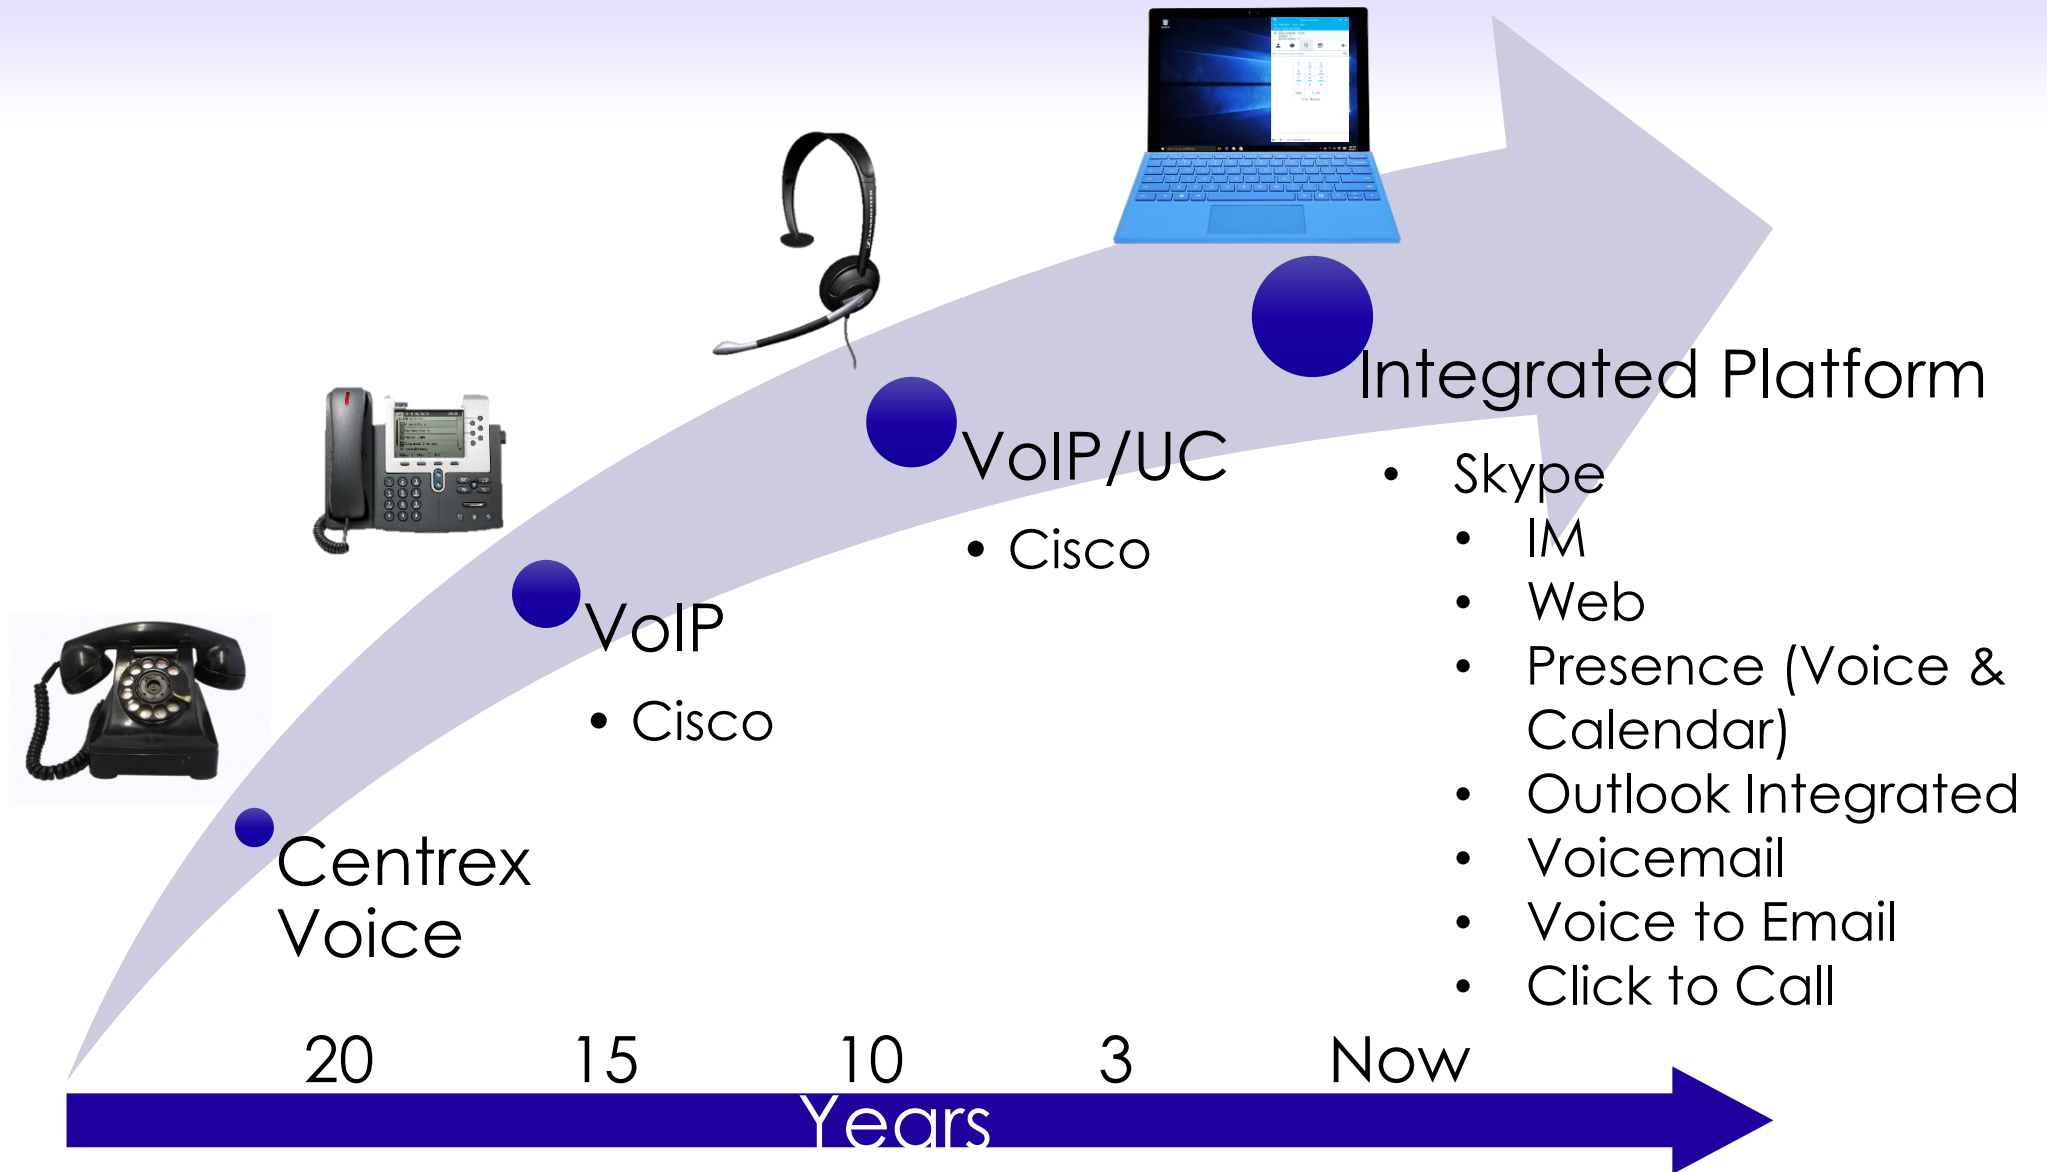 Integrated Platform
• Skype
• IM
• Web
• Presence (Voice &
Calendar)
• Outlook Integrated
• Voicemail
• Voice to Email
• Click to Call
VoIP/UC
• Cisco
VoIP
• Cisco
Centrex
Voice
20 15 10 3 Now
Years